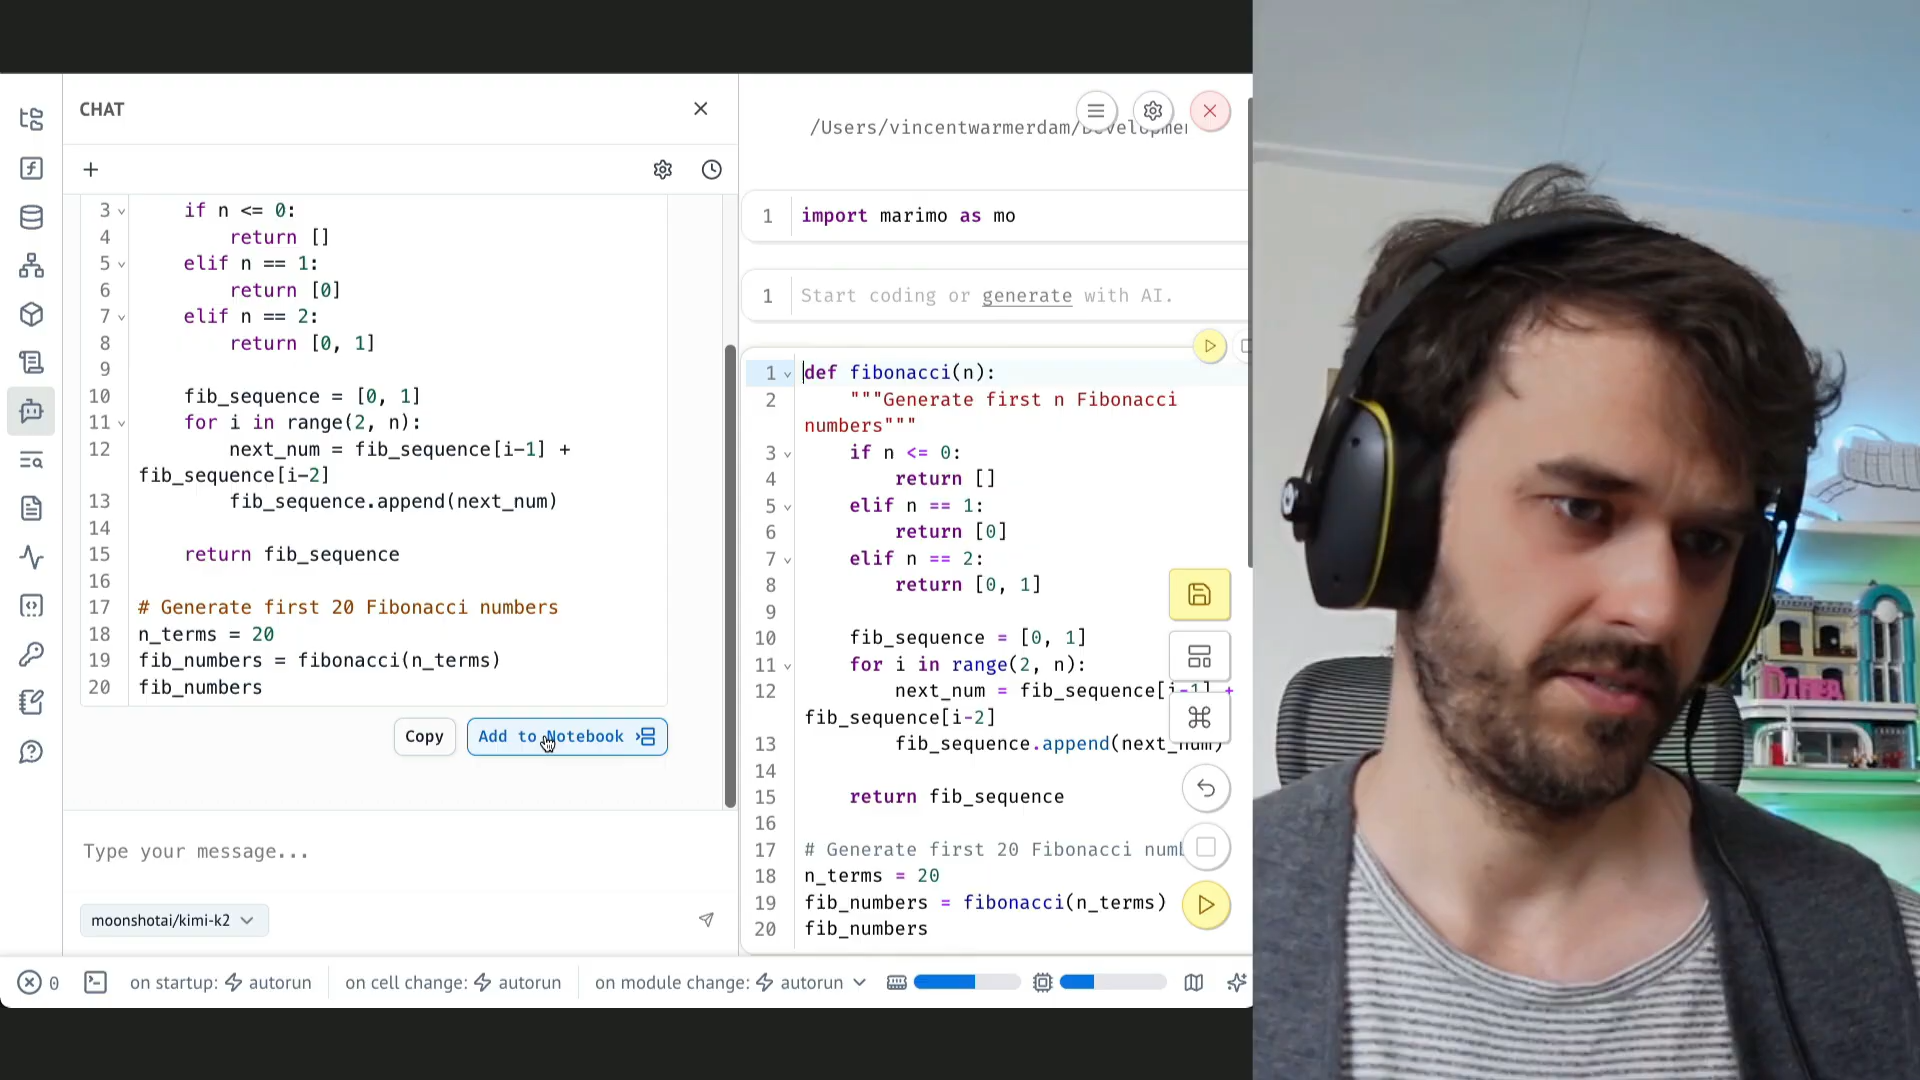 CHAT
3 if n <= 0:
4 return []
5 elif n == 1:
6 return [0]
7 elif n == 2:
8 return [0, 1]
9
10 fib_sequence = [0, 1]
11 for i in range(2, n):
12 next_num = fib_sequence[i-1] +
fib_sequence[i-2]
13 fib_sequence.append(next_num)
14
15 return fib_sequence
16
17 # Generate first 20 Fibonacci numbers
18 n_terms = 20
19 fib_numbers = fibonacci(n_terms)
20 fib_numbers
Copy
Add to Notebook
Type your message...
moonshotai/kimi-k2
/Users/vincentwarmerdam/Developmen
1 import marimo as mo
1 Start coding or generate with AI.
1 def fibonacci(n):
2 """Generate first n Fibonacci
numbers"""
3 if n <= 0:
4 return []
5 elif n == 1:
6 return [0]
7 elif n == 2:
8 return [0, 1]
9
10 fib_sequence = [0, 1]
11 for i in range(2, n):
12 next_num = fib_sequence[i-1] +
fib_sequence[i-2]
13 fib_sequence.append(next_num)
14
15 return fib_sequence
16
17 # Generate first 20 Fibonacci numb
18 n_terms = 20
19 fib_numbers = fibonacci(n_terms)
20 fib_numbers
0
on startup: autorun
on cell change: autorun
on module change: autorun
DINER